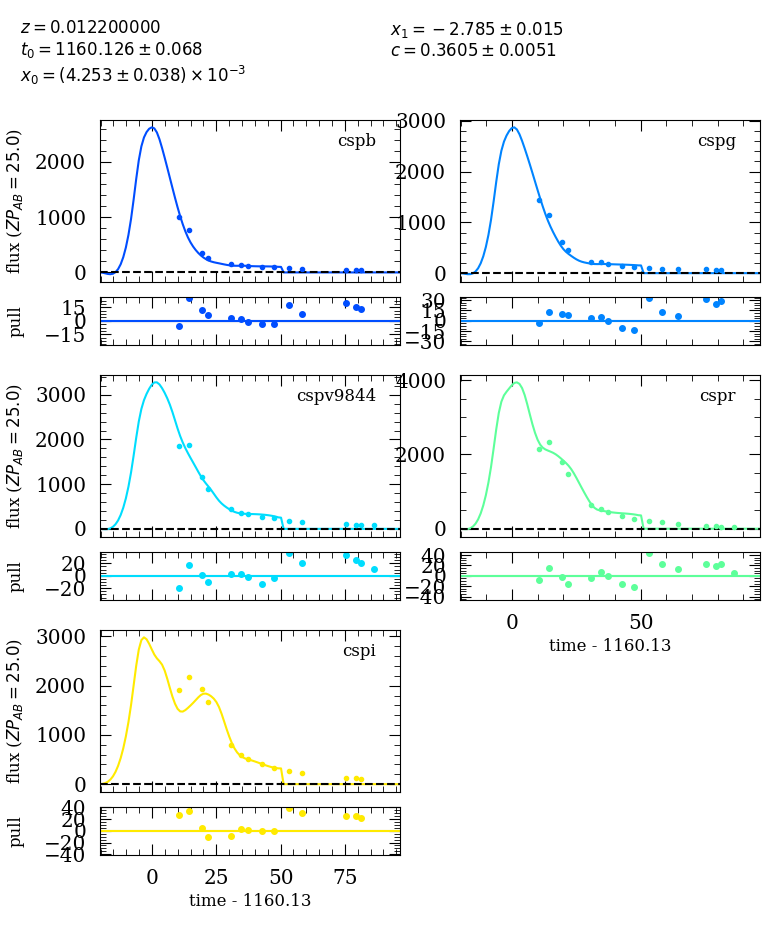 z = 0.012200000
t₀ = 1160.126 ± 0.068
x₀ = (4.253 ± 0.038) × 10⁻³
x₁ = −2.785 ± 0.015
c = 0.3605 ± 0.0051
flux (ZP_AB = 25.0)
2000
1000
0
cspb
3000
2000
1000
0
cspg
pull
15
0
−15
30
15
0
−15
−30
flux (ZP_AB = 25.0)
3000
2000
1000
0
cspv9844
4000
2000
0
cspr
pull
20
0
−20
40
20
0
−20
−40
0
50
time - 1160.13
flux (ZP_AB = 25.0)
3000
2000
1000
0
cspi
pull
40
20
0
−20
−40
0
25
50
75
time - 1160.13